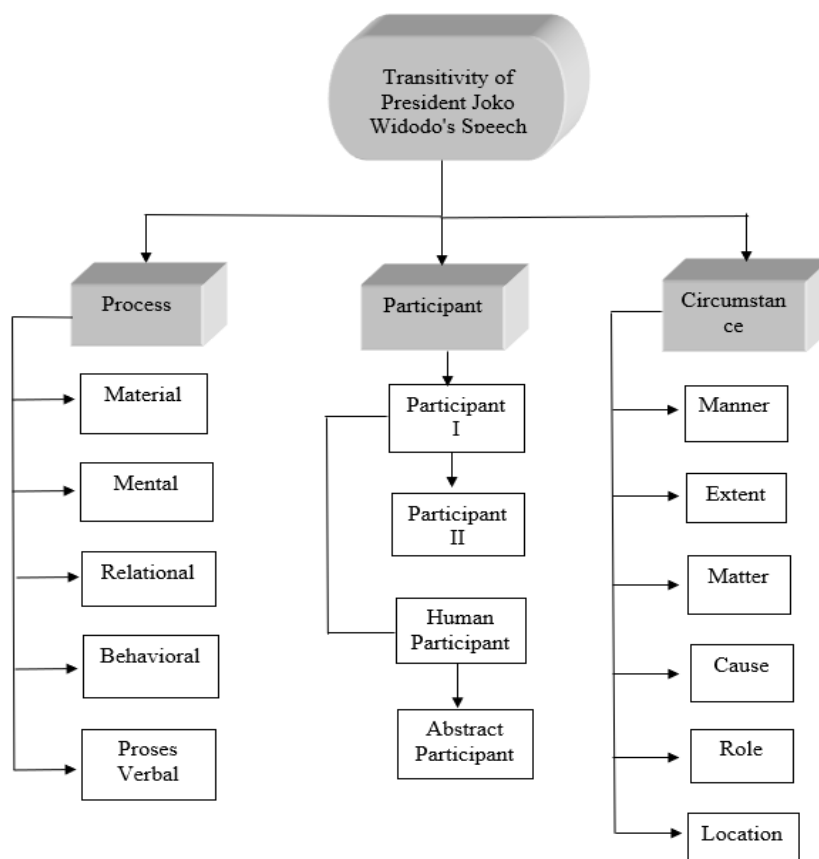 Transitivity of
President Joko
Widodo's Speech
Process
Participant
Circumstan
ce
Material
Mental
Relational
Behavioral
Proses
Verbal
Participant
I
Participant
II
Human
Participant
Abstract
Participant
Manner
Extent
Matter
Cause
Role
Location